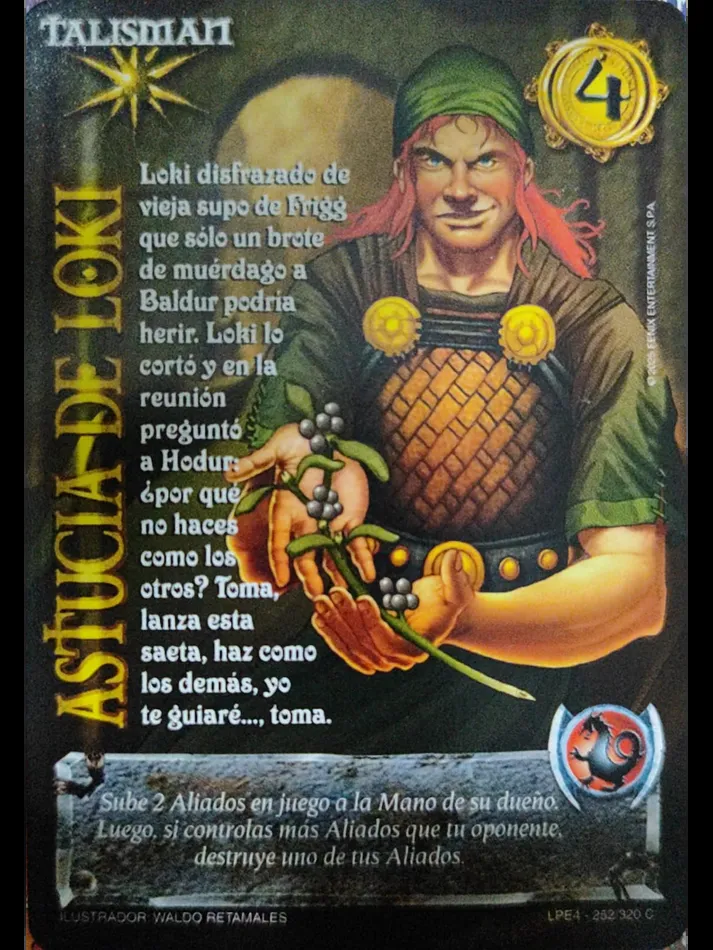 TALISMAN
4
ASTUCIA DE LOKI
Loki disfrazado de
vieja supo de Frigg
que sólo un brote
de muérdago a
Baldur podría
herir. Loki lo
cortó y en la
reunión
preguntó
a Hodur:
¿por qué
no haces
como los
otros? Toma,
lanza esta
saeta, haz como
los demás, yo
te guiaré..., toma.
© 2025 FENIX ENTERTAINMENT S.P.A.
Sube 2 Aliados en juego a la Mano de su dueño.
Luego, si controlas más Aliados que tu oponente,
destruye uno de tus Aliados.
ILUSTRADOR: WALDO RETAMALES
LPE4 - 252/320 C